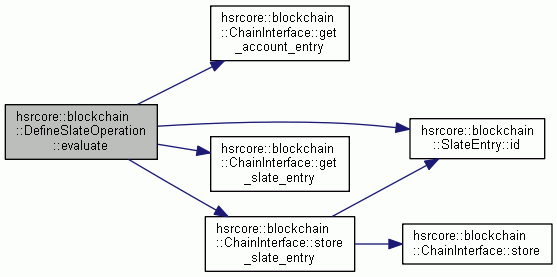 hsrcore::blockchain
::ChainInterface::get
_account_entry
hsrcore::blockchain
::DefineSlateOperation
::evaluate
hsrcore::blockchain
::SlateEntry::id
hsrcore::blockchain
::ChainInterface::get
_slate_entry
hsrcore::blockchain
::ChainInterface::store
_slate_entry
hsrcore::blockchain
::ChainInterface::store